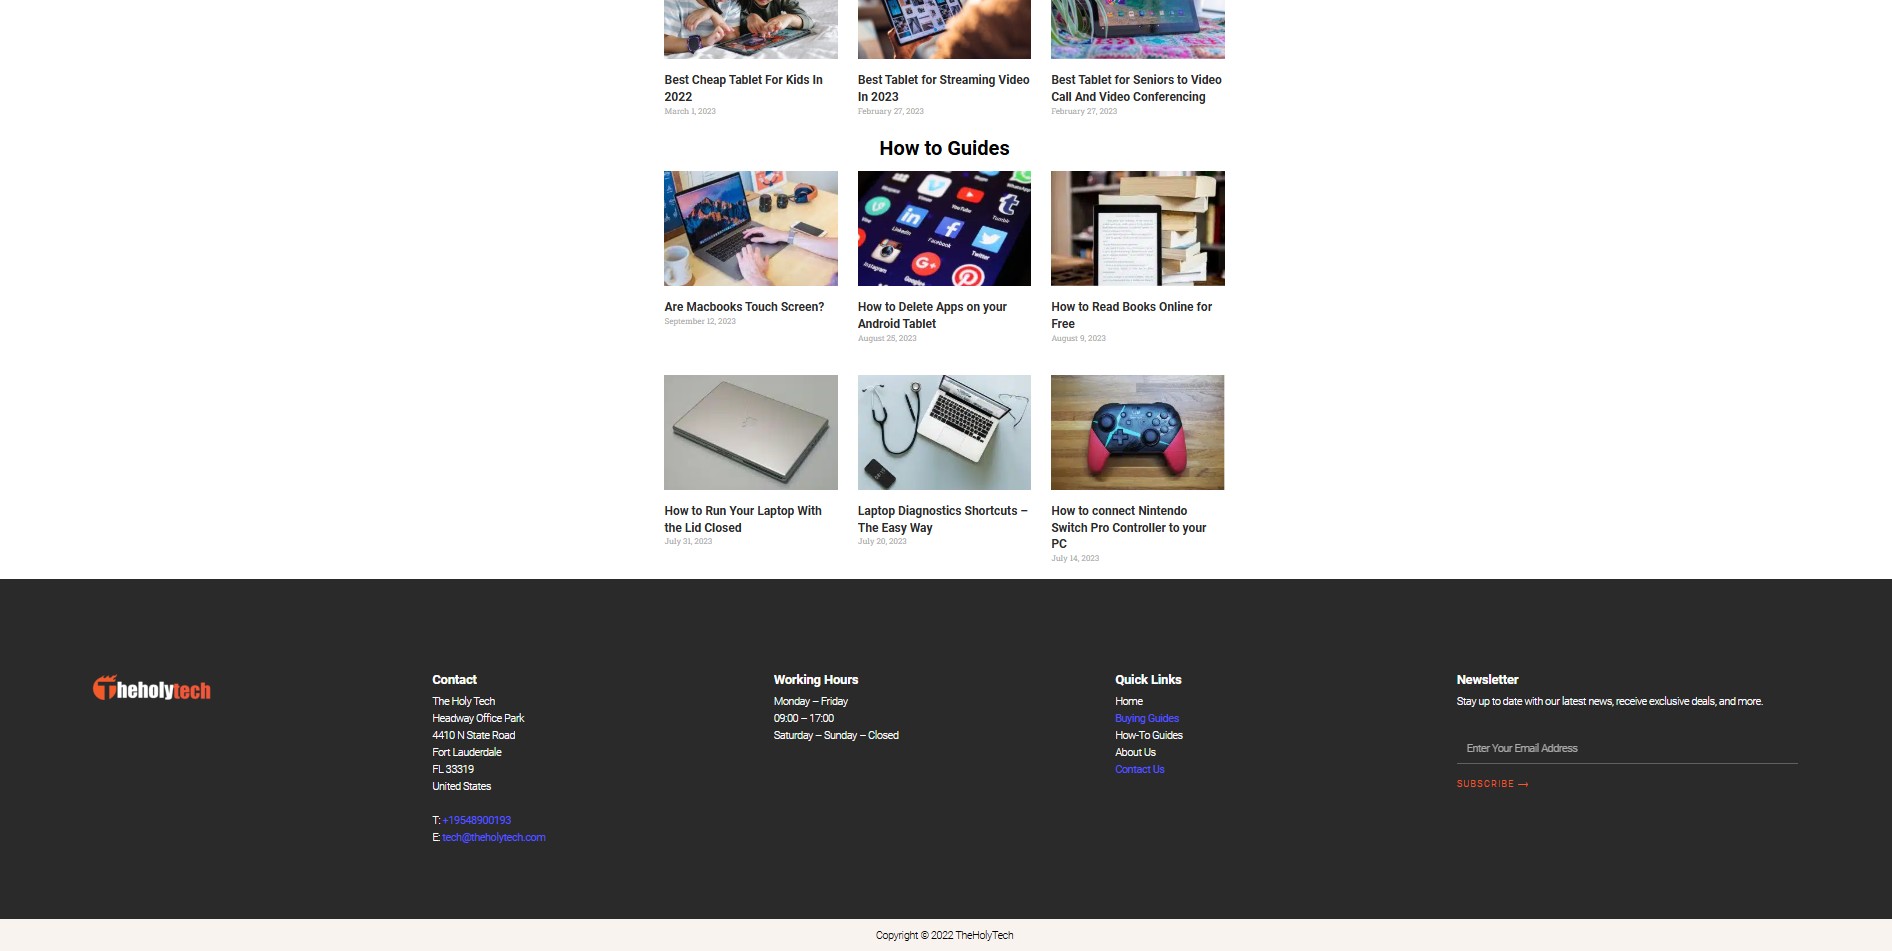 Best Cheap Tablet For Kids In
2022
March 1, 2023
Best Tablet for Streaming Video
In 2023
February 27, 2023
Best Tablet for Seniors to Video
Call And Video Conferencing
February 27, 2023
How to Guides
Vimeo
YouTube
Tumblr
Vine
LinkedIn
Facebook
Twitter
Instagram
Are Macbooks Touch Screen?
September 12, 2023
How to Delete Apps on your
Android Tablet
August 25, 2023
How to Read Books Online for
Free
August 9, 2023
How to Run Your Laptop With
the Lid Closed
July 31, 2023
Laptop Diagnostics Shortcuts –
The Easy Way
July 20, 2023
How to connect Nintendo
Switch Pro Controller to your
PC
July 14, 2023
Theholytech
Contact
The Holy Tech
Headway Office Park
4410 N State Road
Fort Lauderdale
FL 33319
United States
T: +19548900193
E: tech@theholytech.com
Working Hours
Monday – Friday
09:00 – 17:00
Saturday – Sunday – Closed
Quick Links
Home
Buying Guides
How-To Guides
About Us
Contact Us
Newsletter
Stay up to date with our latest news, receive exclusive deals, and more.
Enter Your Email Address
SUBSCRIBE ⟶
Copyright © 2022 TheHolyTech